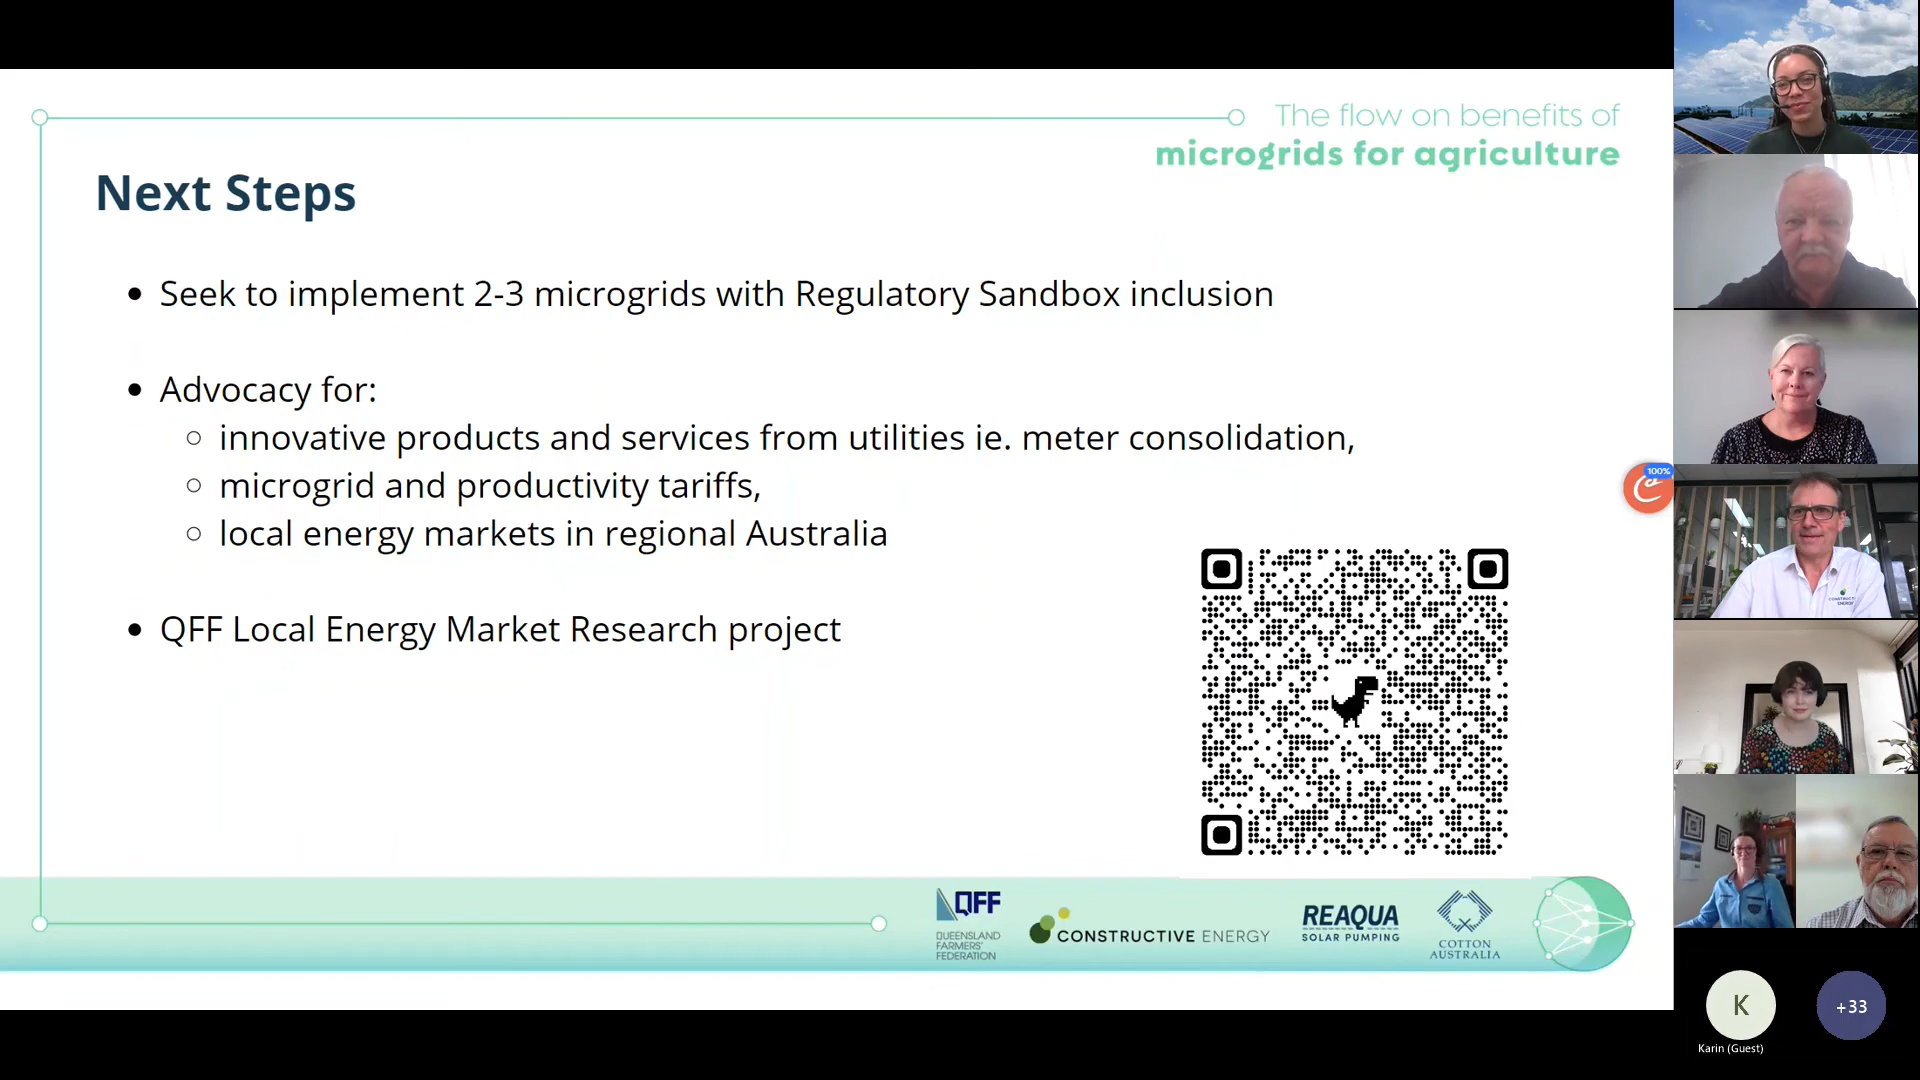 The flow on benefits of
microgrids for agriculture
Next Steps
Seek to implement 2-3 microgrids with Regulatory Sandbox inclusion
Advocacy for:
innovative products and services from utilities ie. meter consolidation,
microgrid and productivity tariffs,
local energy markets in regional Australia
QFF Local Energy Market Research project
100%
QFF
QUEENSLAND
FARMERS'
FEDERATION
CONSTRUCTIVE ENERGY
REAQUA
SOLAR PUMPING
COTTON
AUSTRALIA
K
+33
Karin (Guest)